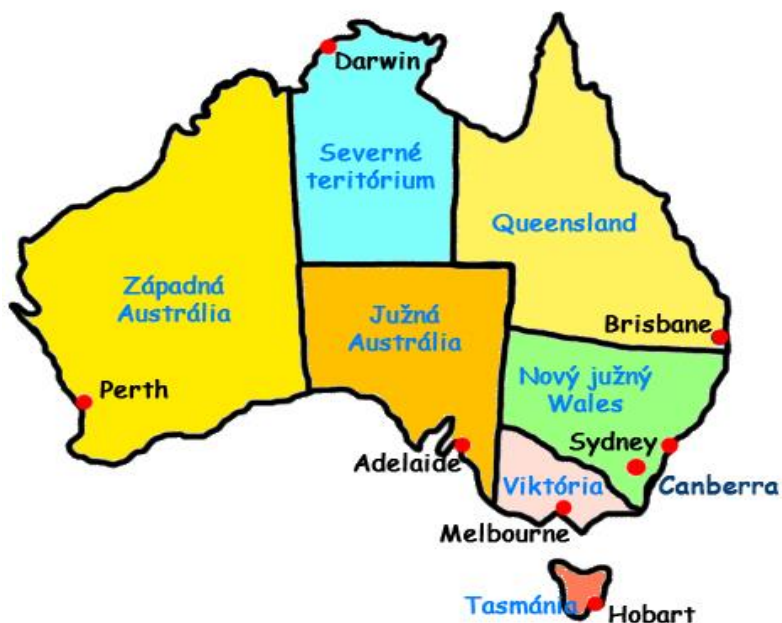 Darwin
Severné
teritórium
Queensland
Západná
Austrália
Južná
Austrália
Brisbane
Perth
Nový južný
Wales
Sydney
Adelaide
Viktória
Canberra
Melbourne
Tasmánia
Hobart